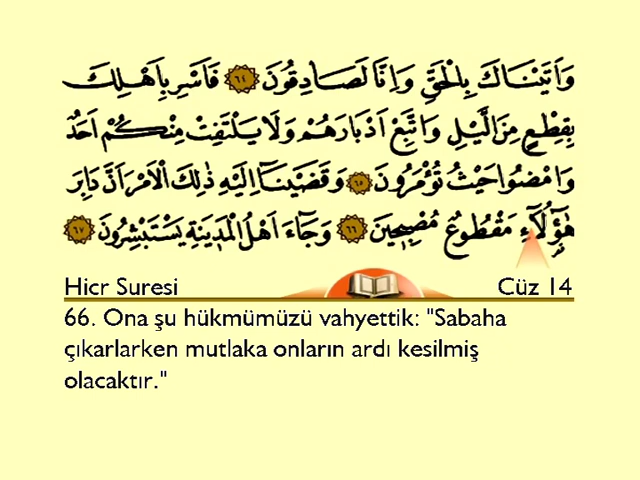 وَاَتَيْنَاكَ بِالْحَقِّ وَاِنَّا لَصَادِقُونَ ﴿٦٤﴾ فَاَسْرِ بِاَهْلِكَ
بِقِطْعٍ مِنَ الَّيْلِ وَاتَّبِعْ اَدْبَارَهُمْ وَلَا يَلْتَفِتْ مِنْكُمْ اَحَدٌ
وَامْضُوا حَيْثُ تُؤْمَرُونَ ﴿٦٥﴾ وَقَضَيْنَٓا اِلَيْهِ ذٰلِكَ الْاَمْرَ اَنَّ دَابِرَ
هٰٓؤُ۬لَٓاءِ مَقْطُوعٌ مُصْبِحٖينَ ﴿٦٦﴾ وَجَٓاءَ اَهْلُ الْمَدٖينَةِ يَسْتَبْشِرُونَ ﴿٦٧﴾
Hicr Suresi Cüz 14
66. Ona şu hükmümüzü vahyettik: "Sabaha
çıkarlarken mutlaka onların ardı kesilmiş
olacaktır."